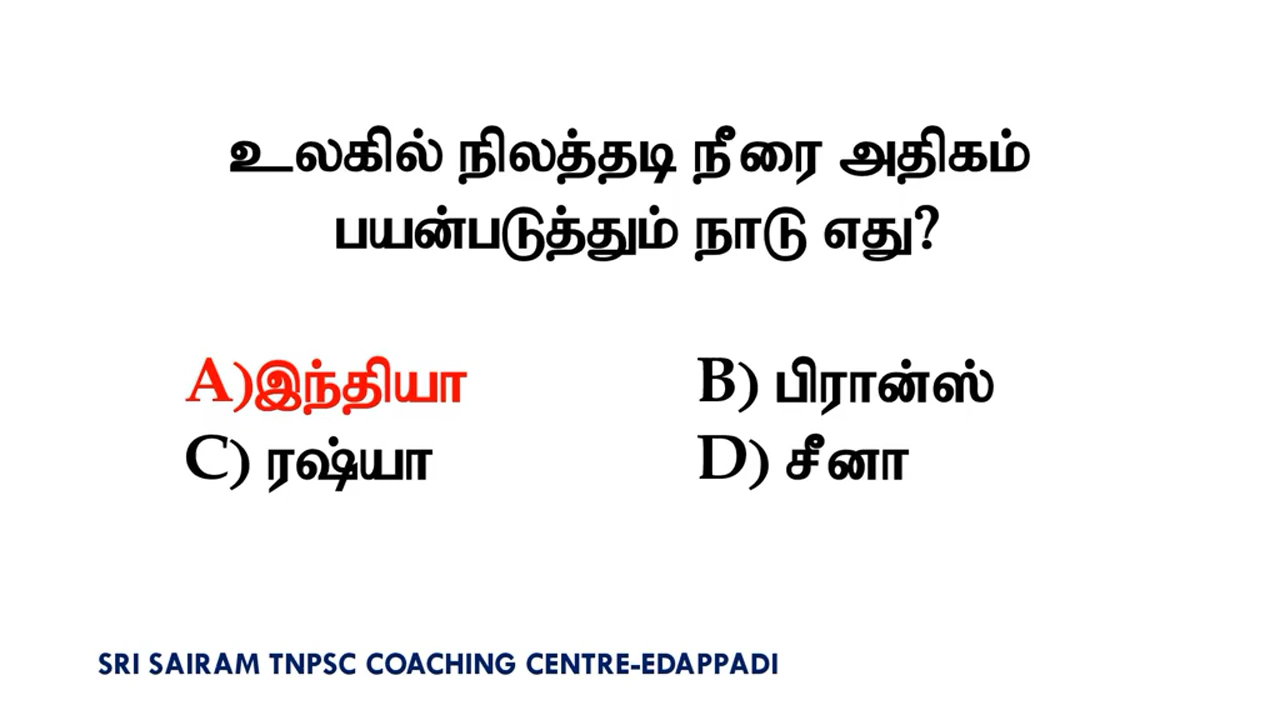 உலகில் நிலத்தடி நீரை அதிகம்
பயன்படுத்தும் நாடு எது?
A)இந்தியா B) பிரான்ஸ்
C) ரஷ்யா D) சீனா
SRI SAIRAM TNPSC COACHING CENTRE-EDAPPADI